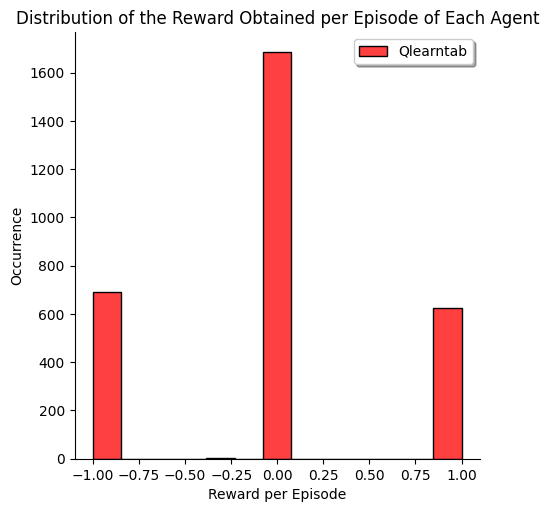 Distribution of the Reward Obtained per Episode of Each Agent
Qlearntab
Occurrence
1600
1400
1200
1000
800
600
400
200
0
−1.00 −0.75 −0.50 −0.25 0.00 0.25 0.50 0.75 1.00
Reward per Episode